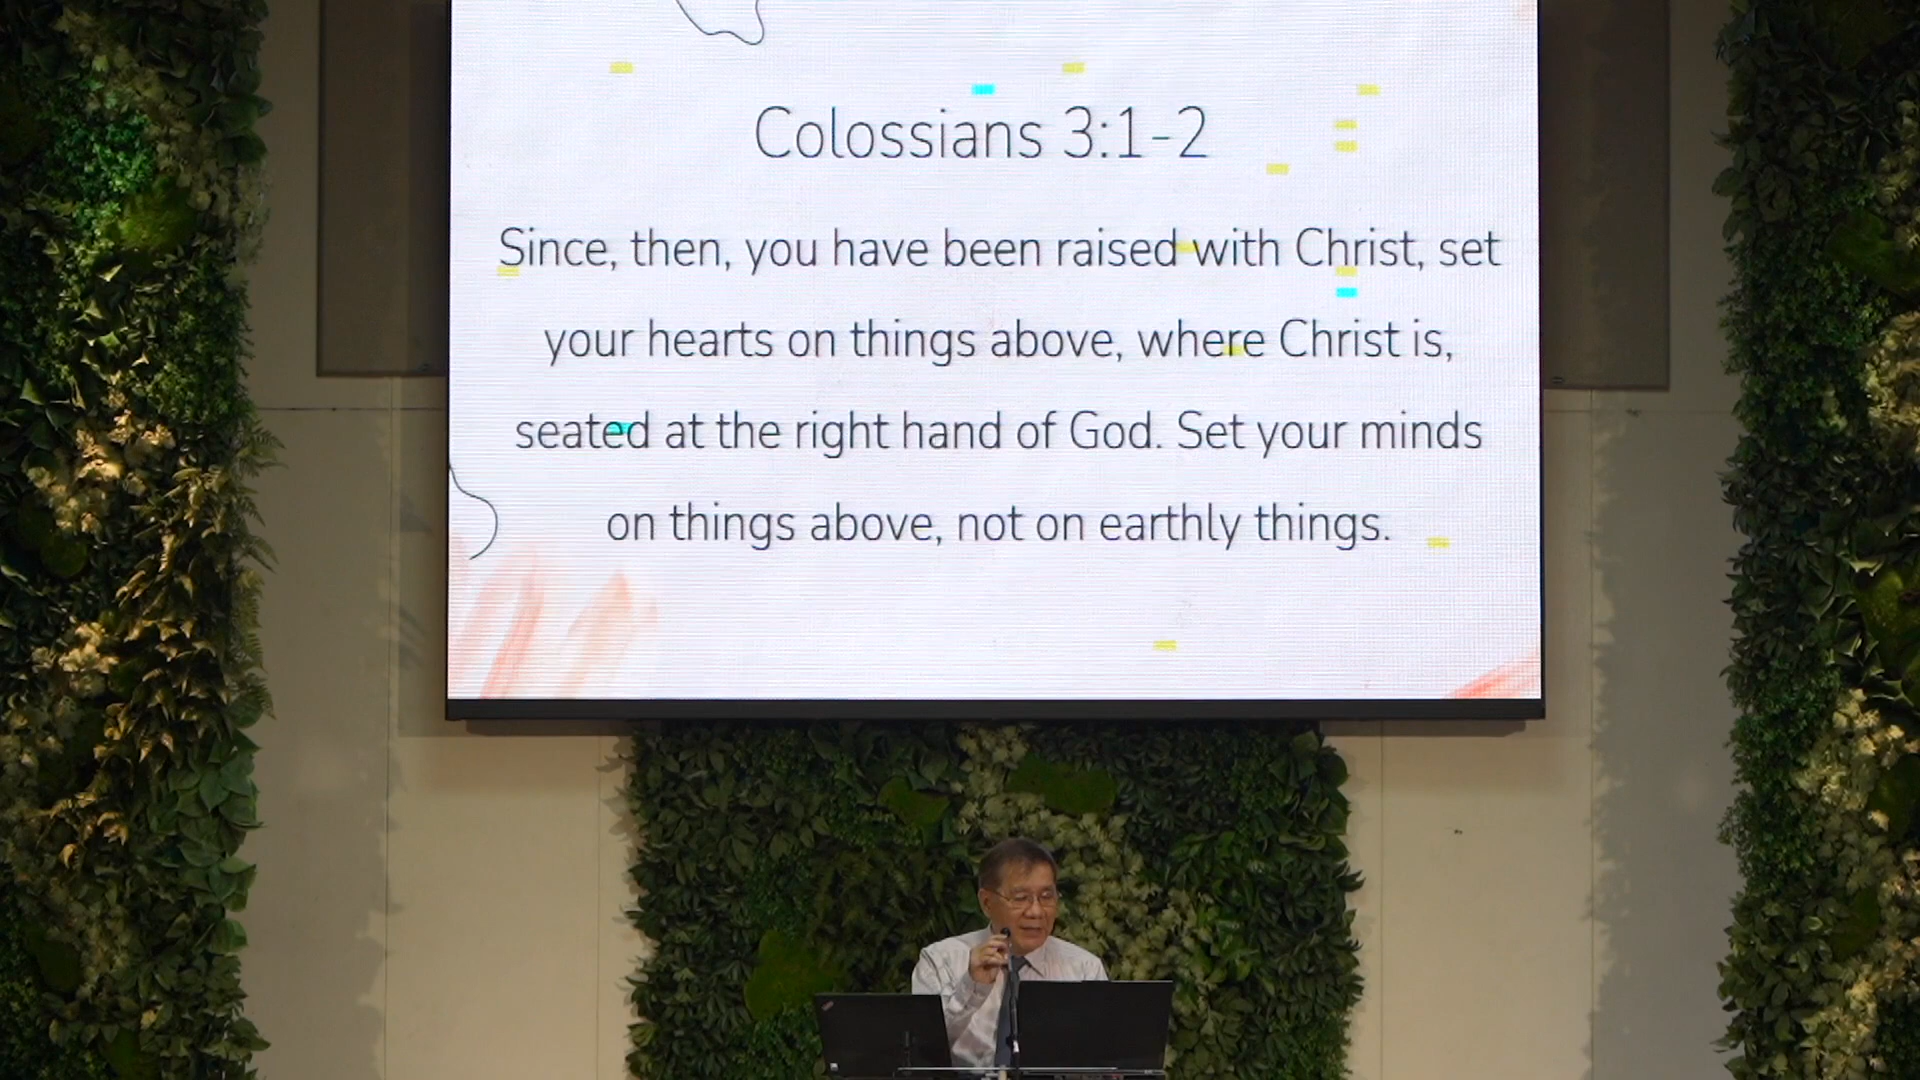 Colossians 3:1-2
Since, then, you have been raised with Christ, set
your hearts on things above, where Christ is,
seated at the right hand of God. Set your minds
on things above, not on earthly things.